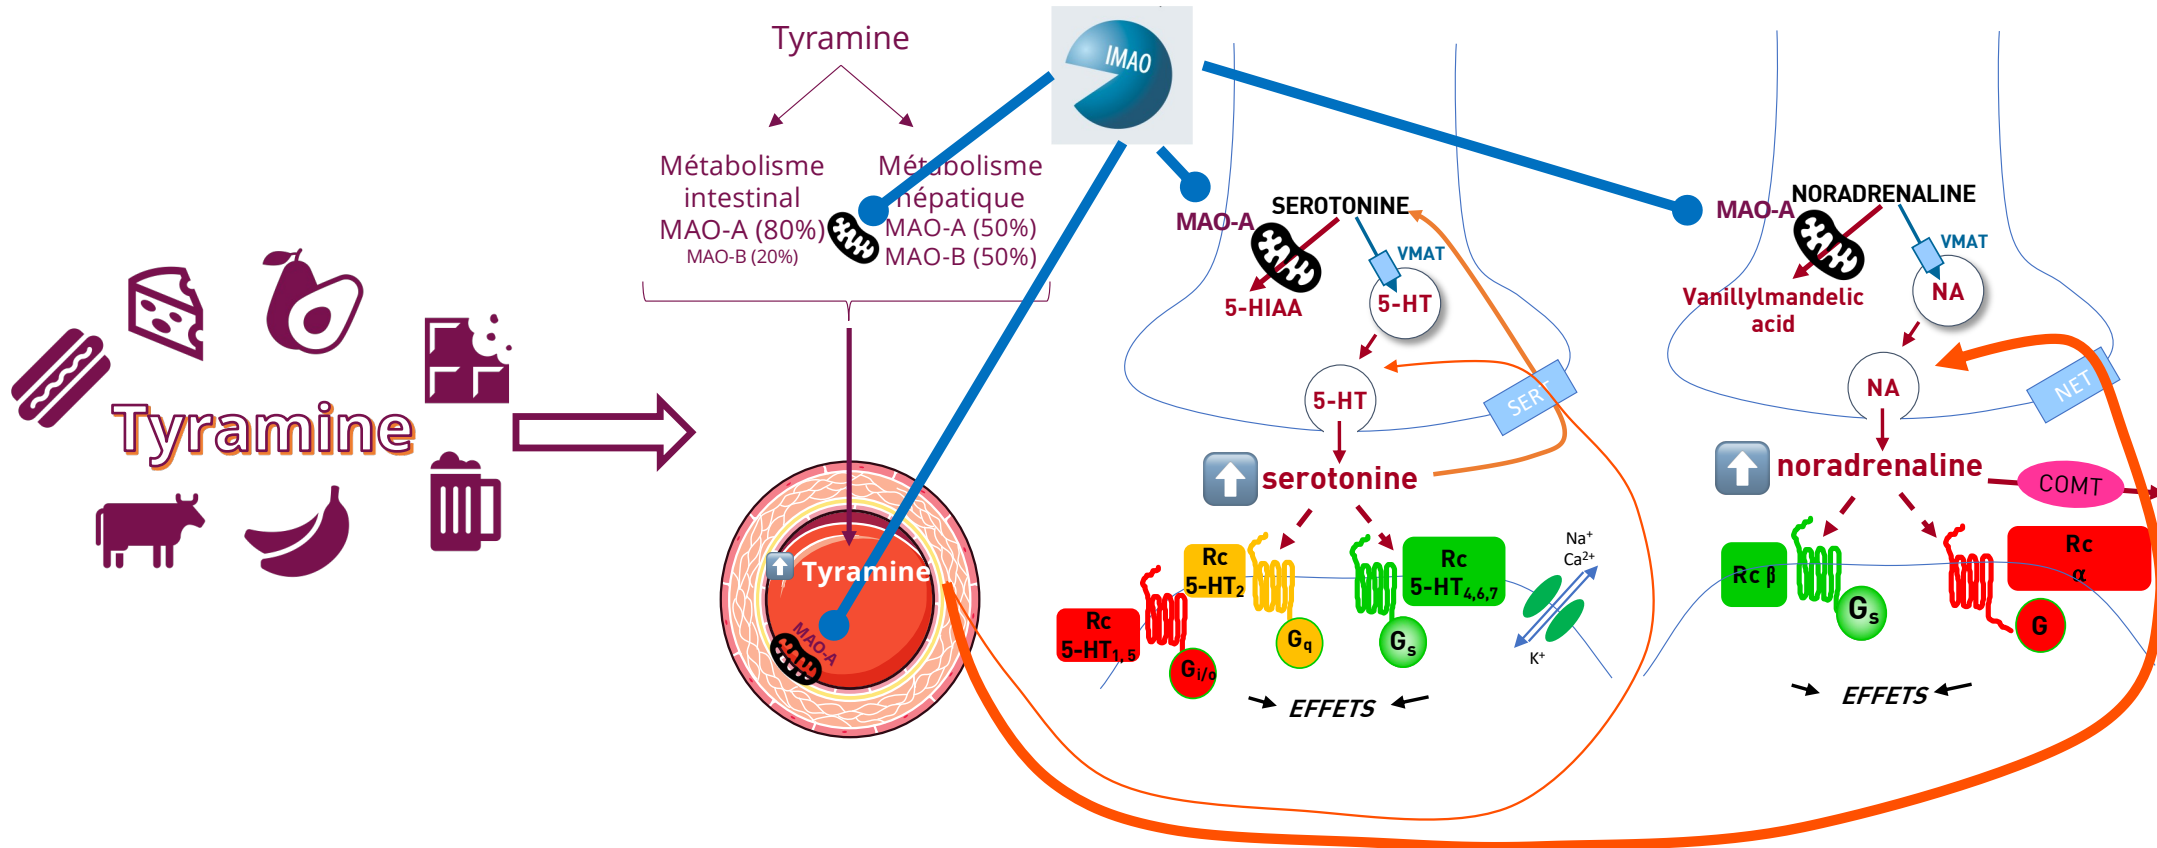 Tyramine
Tyramine
Métabolisme
intestinal
MAO-A (80%)
MAO-B (20%)
Métabolisme
hépatique
MAO-A (50%)
MAO-B (50%)
IMAO
Tyramine
MAO-A
MAO-A
SEROTONINE
VMAT
5-HIAA
5-HT
5-HT
SERT
serotonine
Rc
5-HT1, 5
Gi/o
Rc
5-HT2
Gq
Rc
5-HT4,6,7
Gs
Na+
Ca2+
K+
EFFETS
MAO-A
NORADRENALINE
VMAT
Vanillylmandelic
acid
NA
NA
NET
noradrenaline
COMT
Rc β
Gs
Rc
α
G
EFFETS